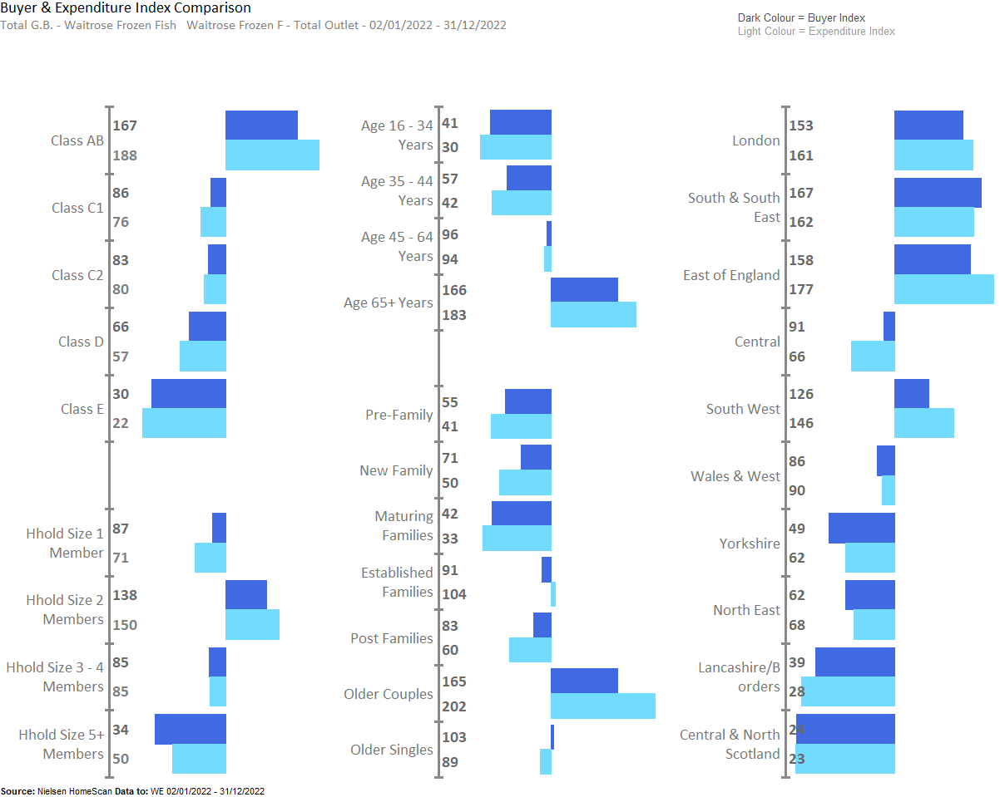 Buyer & Expenditure Index Comparison
Total G.B. - Waitrose Frozen Fish   Waitrose Frozen F - Total Outlet - 02/01/2022 - 31/12/2022
Dark Colour = Buyer Index
Light Colour = Expenditure Index
Class AB
167
188
Class C1
86
76
Class C2
83
80
Class D
66
57
Class E
30
22
Hhold Size 1
Member
87
71
Hhold Size 2
Members
138
150
Hhold Size 3 - 4
Members
85
85
Hhold Size 5+
Members
34
50
Age 16 - 34
Years
41
30
Age 35 - 44
Years
57
42
Age 45 - 64
Years
96
94
Age 65+ Years
166
183
Pre-Family
55
41
New Family
71
50
Maturing
Families
42
33
Established
Families
91
104
Post Families
83
60
Older Couples
165
202
Older Singles
103
89
London
153
161
South & South
East
167
162
East of England
158
177
Central
91
66
South West
126
146
Wales & West
86
90
Yorkshire
49
62
North East
62
68
Lancashire/B
orders
39
28
Central & North
Scotland
24
23
Source: Nielsen HomeScan Data to: WE 02/01/2022 - 31/12/2022